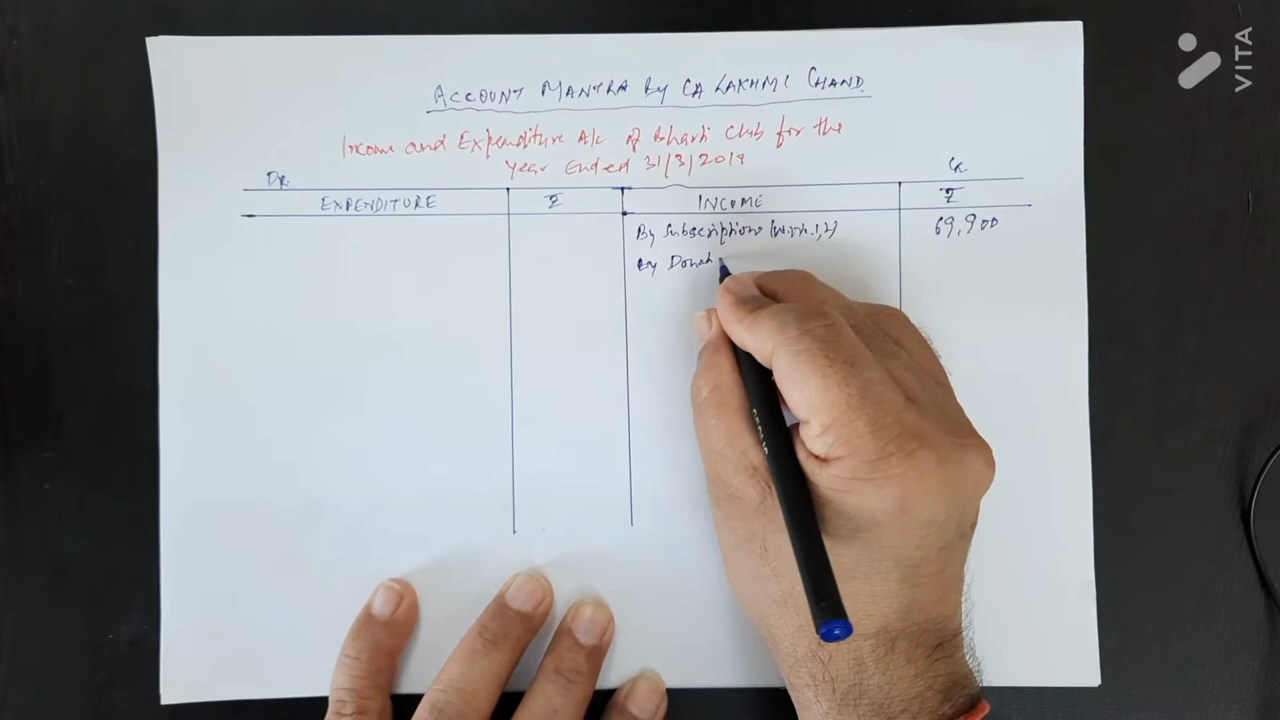 ACCOUNT MANTRA By CA LAKHMI CHAND
Income and Expenditure A/c of Bharti Club for the
Year Ended 31/3/2019
Dr. Cr
EXPENDITURE ₹ INCOME ₹
By Subscriptions (W.N. 1,2) 69,900
By Donat
VITA